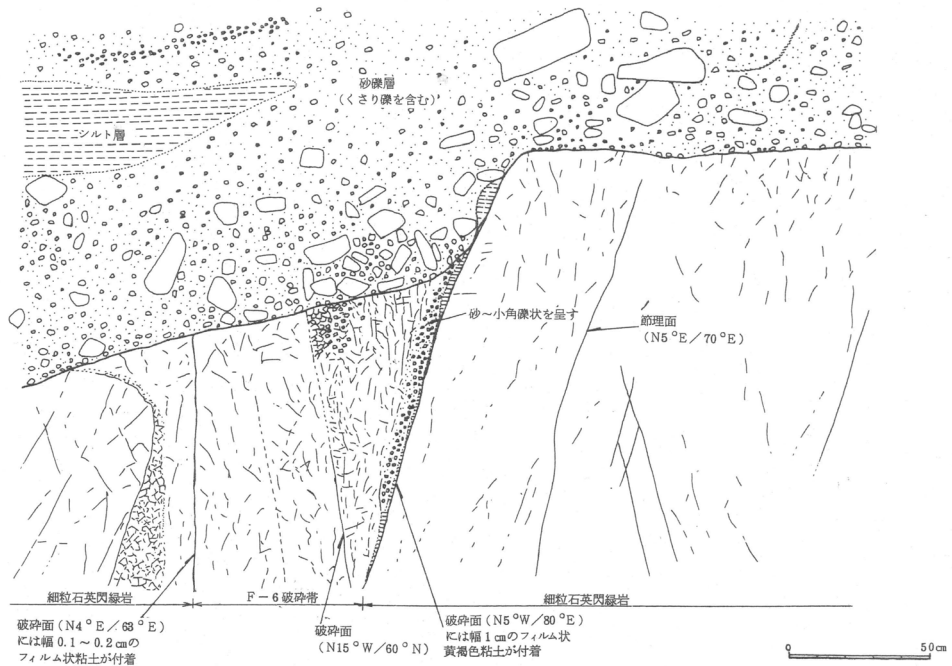 砂礫層
(くさり礫を含む)
シルト層
砂～小角礫状を呈す
節理面
(N5°E／70°E)
細粒石英閃緑岩
F－6破砕帯
細粒石英閃緑岩
破砕面(N4°E／63°E)
には幅0.1～0.2㎝の
フィルム状粘土が付着
破砕面
(N15°W／60°N)
破砕面(N5°W／80°E)
には幅1㎝のフィルム状
黄褐色粘土が付着
0
50㎝